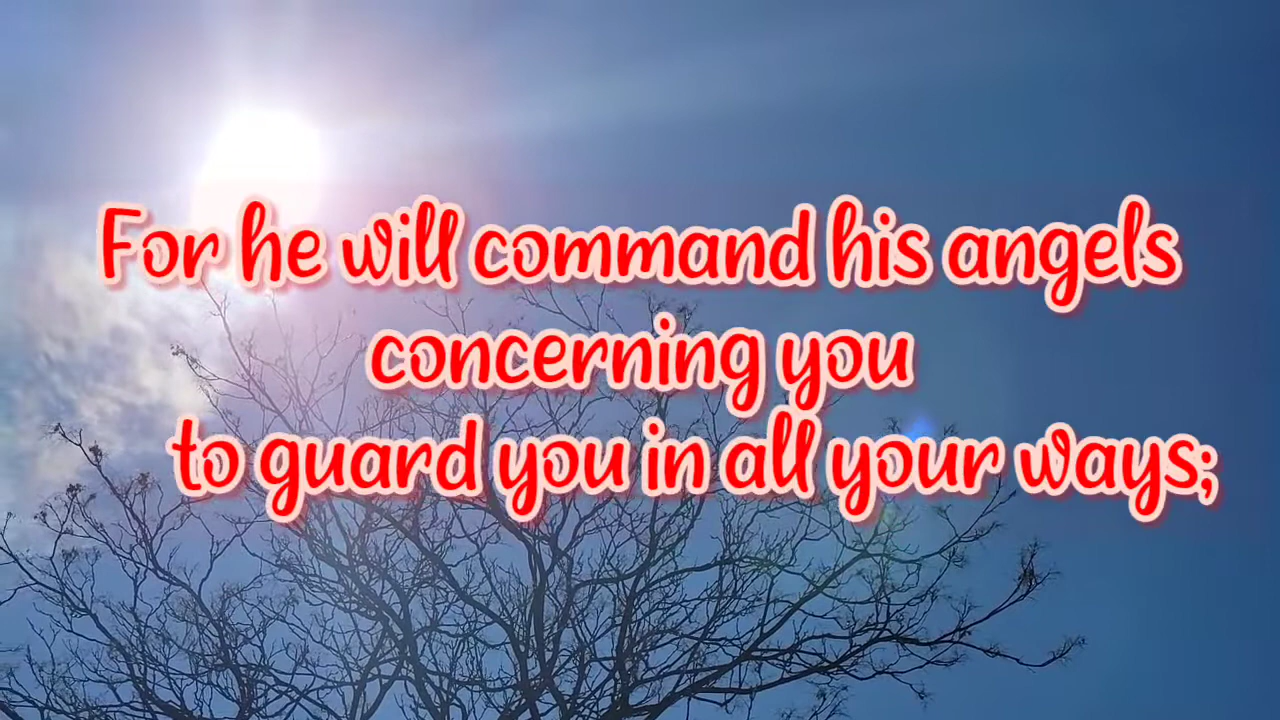 For he will command his angels
concerning you
to guard you in all your ways;